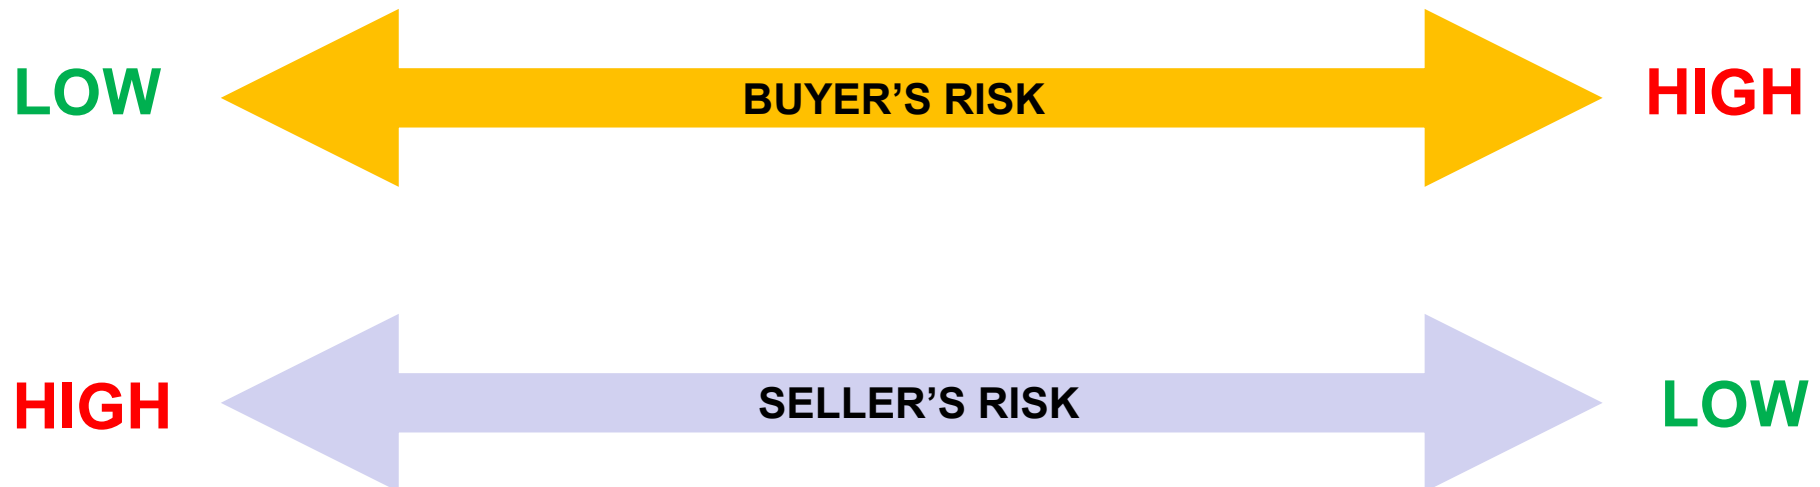 LOW BUYER’S RISK HIGH
HIGH SELLER’S RISK LOW